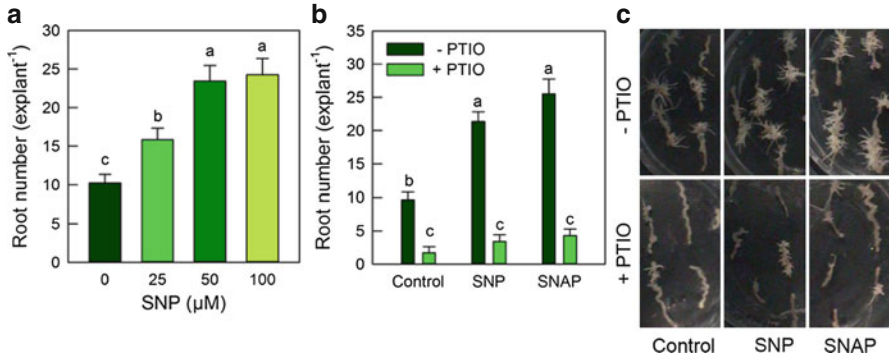 a
Root number (explant⁻¹)
30
25
20
15
10
5
0
c
b
a
a
0 25 50 100
SNP (µM)
b
Root number (explant⁻¹)
35
30
25
20
15
10
5
0
- PTIO
+ PTIO
b
c
a
c
a
c
Control SNP SNAP
c
- PTIO
+ PTIO
Control SNP SNAP